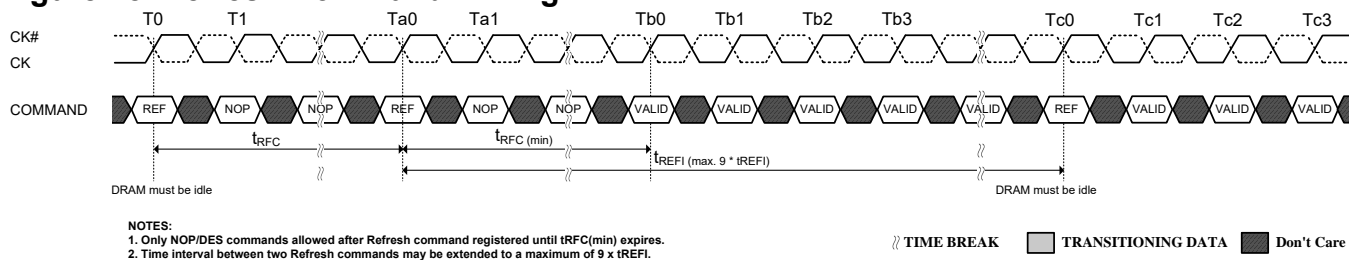 T0 T1 Ta0 Ta1 Tb0 Tb1 Tb2 Tb3 Tc0 Tc1 Tc2 Tc3
CK#
CK
COMMAND REF NOP NOP REF NOP NOP VALID VALID VALID VALID VALID REF VALID VALID VALID
tRFC tRFC (min)
tREFI (max. 9 * tREFI)
DRAM must be idle DRAM must be idle
NOTES:
1. Only NOP/DES commands allowed after Refresh command registered until tRFC(min) expires.
2. Time interval between two Refresh commands may be extended to a maximum of 9 x tREFI.
TIME BREAK TRANSITIONING DATA Don't Care